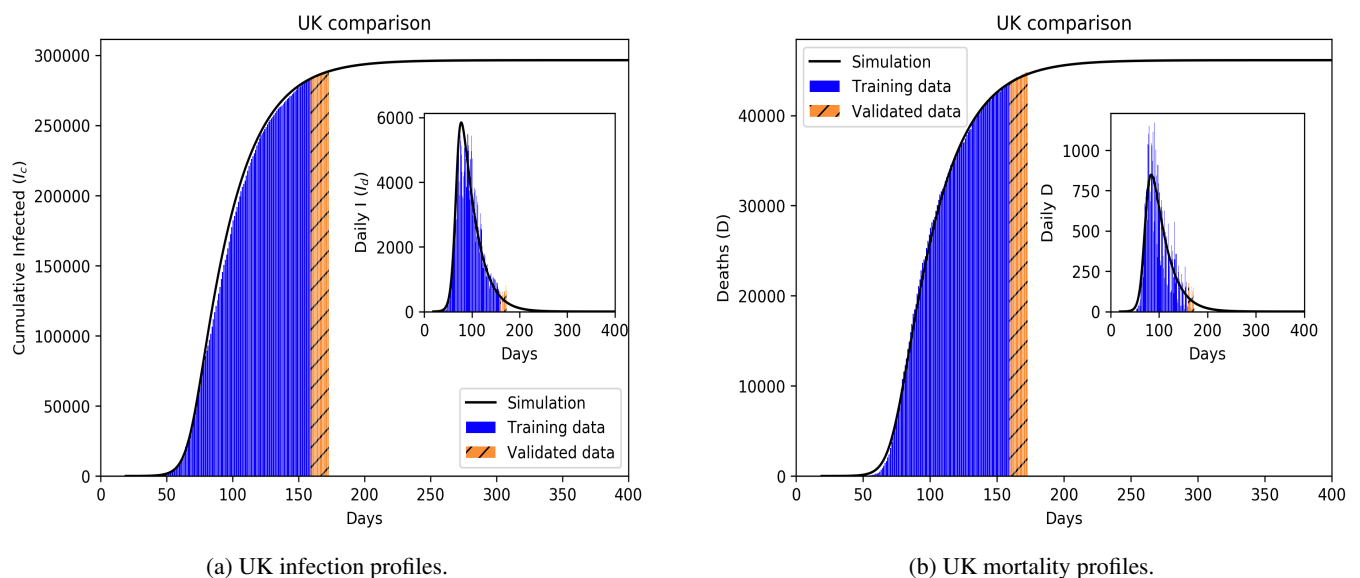 UK comparison
300000
250000
200000
150000
100000
50000
0
Cumulative Infected (I_c)
0 50 100 150 200 250 300 350 400
Days
6000
4000
2000
0
Daily I (I_d)
0 100 200 300 400
Days
Simulation
Training data
Validated data
(a) UK infection profiles.
UK comparison
40000
30000
20000
10000
0
Deaths (D)
0 50 100 150 200 250 300 350 400
Days
Simulation
Training data
Validated data
1000
750
500
250
0
Daily D
0 100 200 300 400
Days
(b) UK mortality profiles.